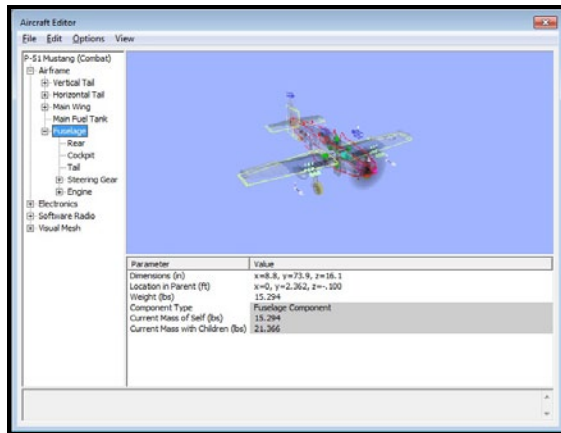 Aircraft Editor
File Edit Options View
P-51 Mustang (Combat)
Airframe
Vertical Tail
Horizontal Tail
Main Wing
Main Fuel Tank
Fuselage
Rear
Cockpit
Tail
Steering Gear
Engine
Electronics
Software Radio
Visual Mesh
Parameter Value
Dimensions (in) x=8.8, y=73.9, z=16.1
Location in Parent (ft) x=0, y=2.362, z=-.100
Weight (lbs) 15.294
Component Type Fuselage Component
Current Mass of Self (lbs) 15.294
Current Mass with Children (lbs) 21.366